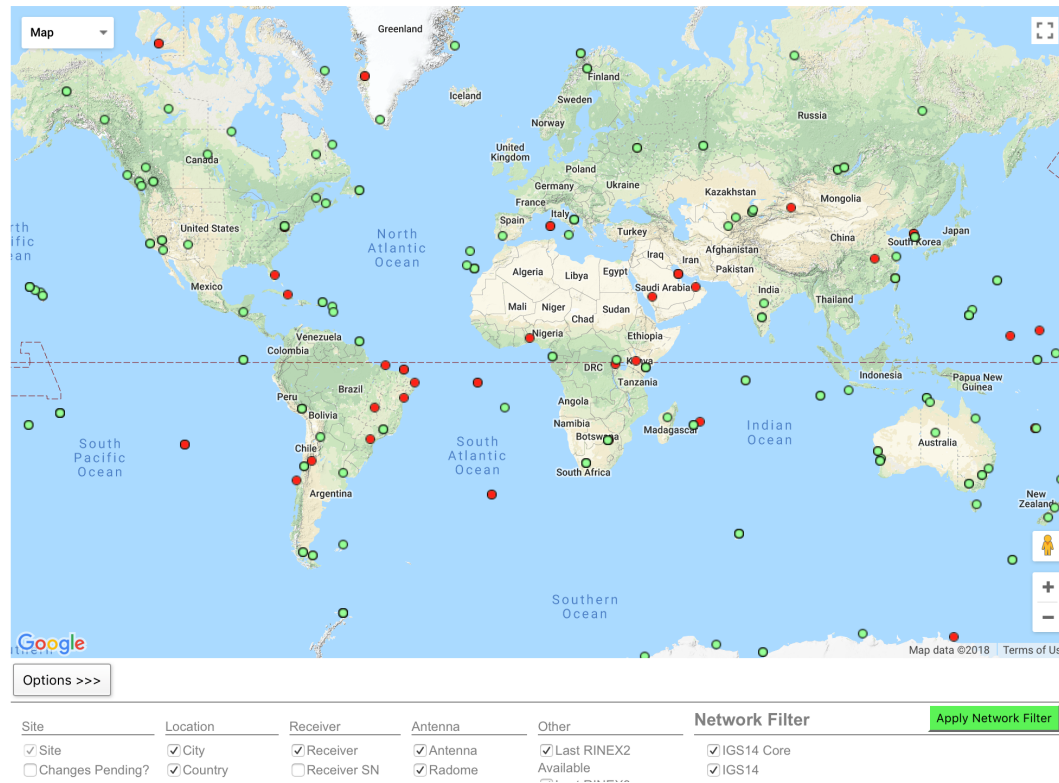 Map
Greenland
Iceland
Finland
Sweden
Norway
Russia
United
Kingdom
Canada
Poland
Germany
Ukraine
Kazakhstan
Mongolia
France
Italy
Spain
United States
Turkey
China
South Korea
Japan
North
Atlantic
Ocean
Afghanistan
Iraq
Iran
Pakistan
Algeria
Libya
Egypt
Saudi Arabia
Mexico
India
Mali
Niger
Chad
Sudan
Thailand
Venezuela
Nigeria
Ethiopia
Colombia
Kenya
DRC
Indonesia
Papua New
Guinea
Tanzania
Brazil
Peru
Angola
Bolivia
Namibia
Madagascar
Botswana
Indian
Ocean
Australia
South
Pacific
Ocean
South
Atlantic
Ocean
Chile
South Africa
Argentina
New
Zealand
Southern
Ocean
Google
Map data ©2018
Terms of Us
Options >>>
Site
Location
Receiver
Antenna
Other
Network Filter
Apply Network Filter
Site
City
Receiver
Antenna
Last RINEX2
Available
IGS14 Core
Changes Pending?
Country
Receiver SN
Radome
IGS14